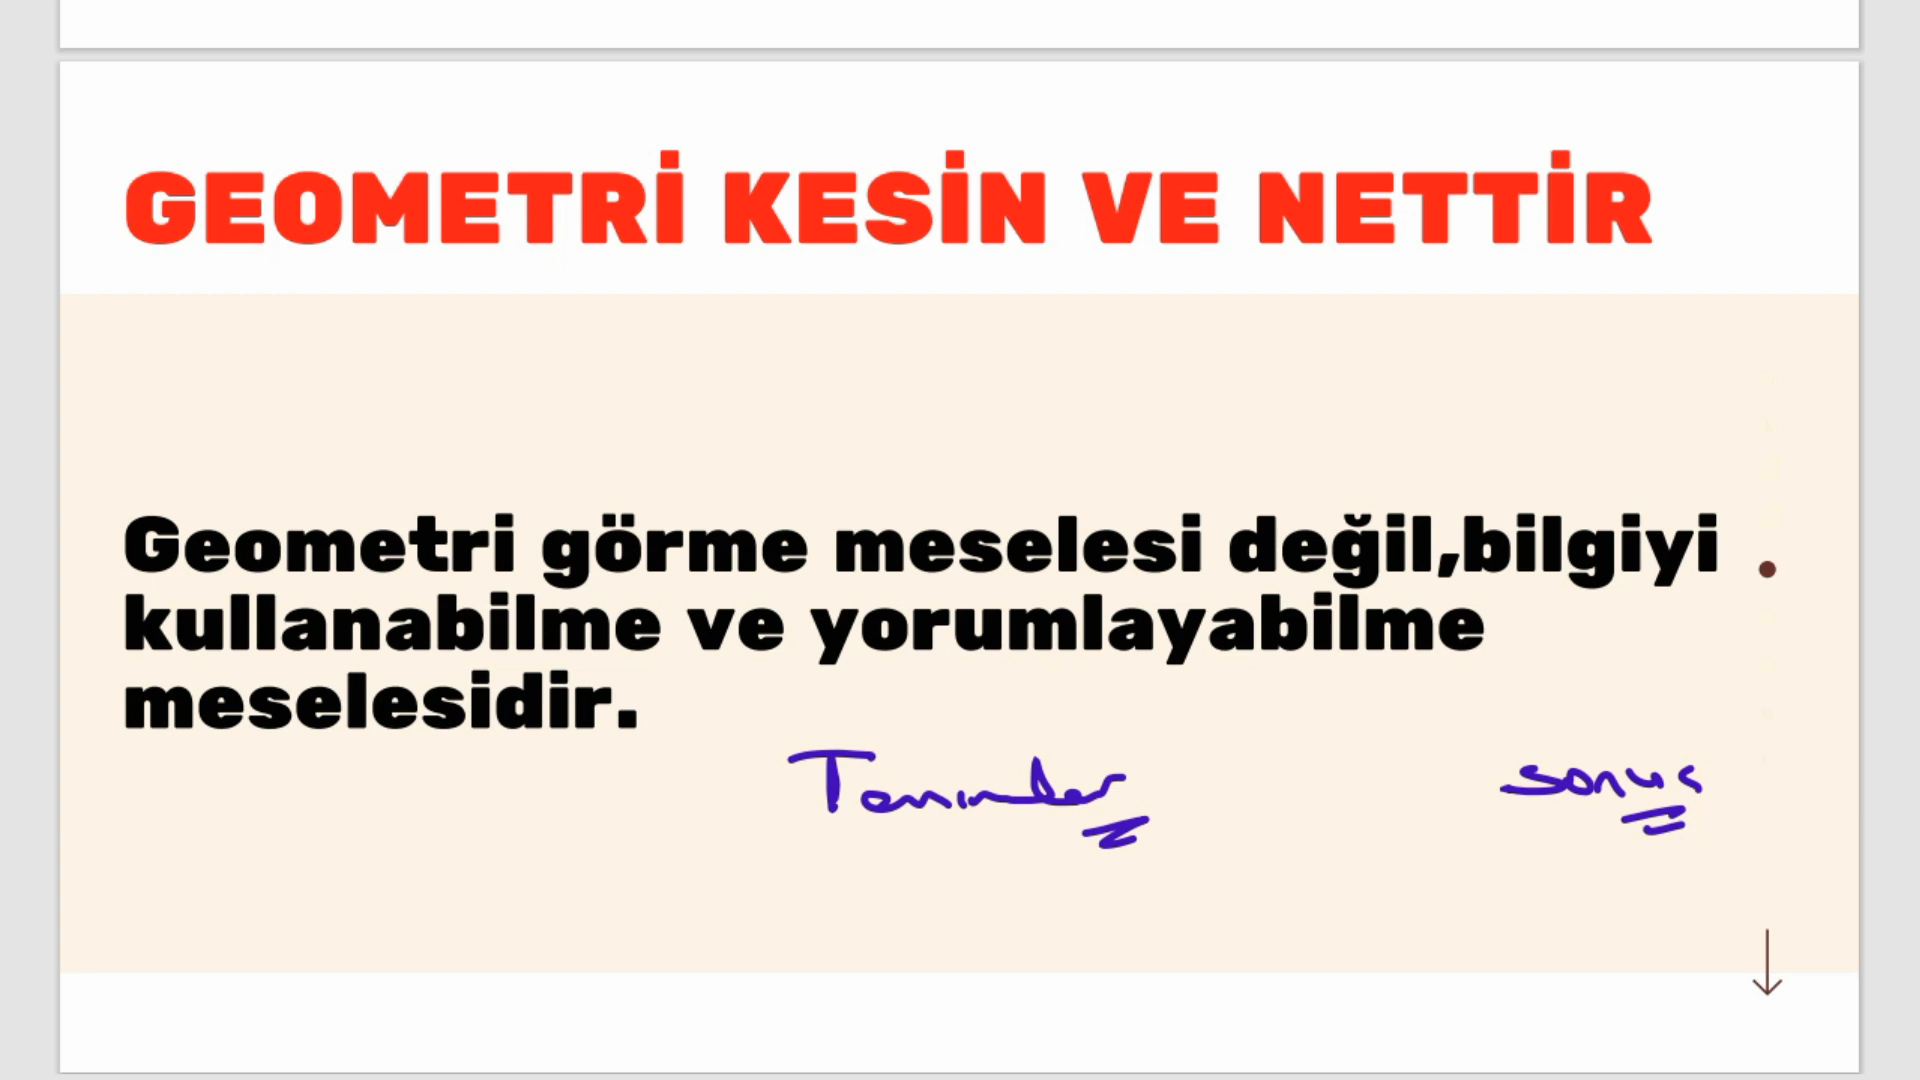 GEOMETRİ KESİN VE NETTİR
Geometri görme meselesi değil,bilgiyi
kullanabilme ve yorumlayabilme
meselesidir.
Tanımlar sonuç